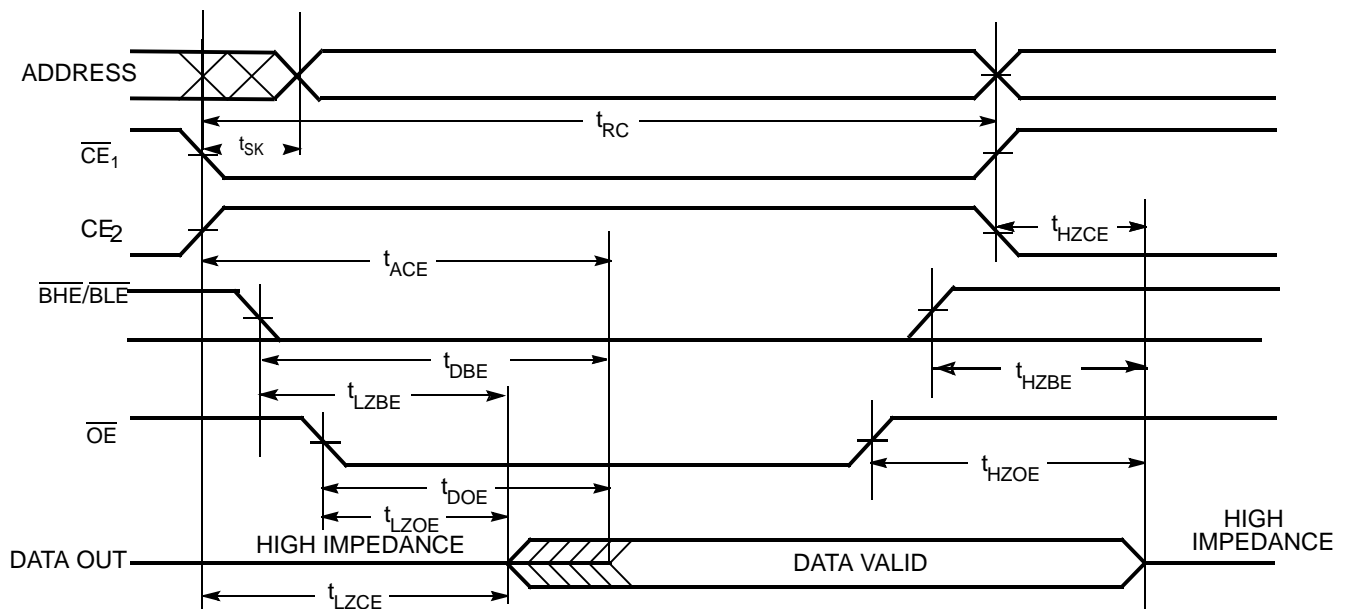 ADDRESS
tRC
CE1
tSK
CE2
tHZCE
tACE
BHE/BLE
tDBE
tHZBE
tLZBE
OE
tHZOE
tDOE
tLZOE
HIGH IMPEDANCE
HIGH
IMPEDANCE
DATA OUT
DATA VALID
tLZCE